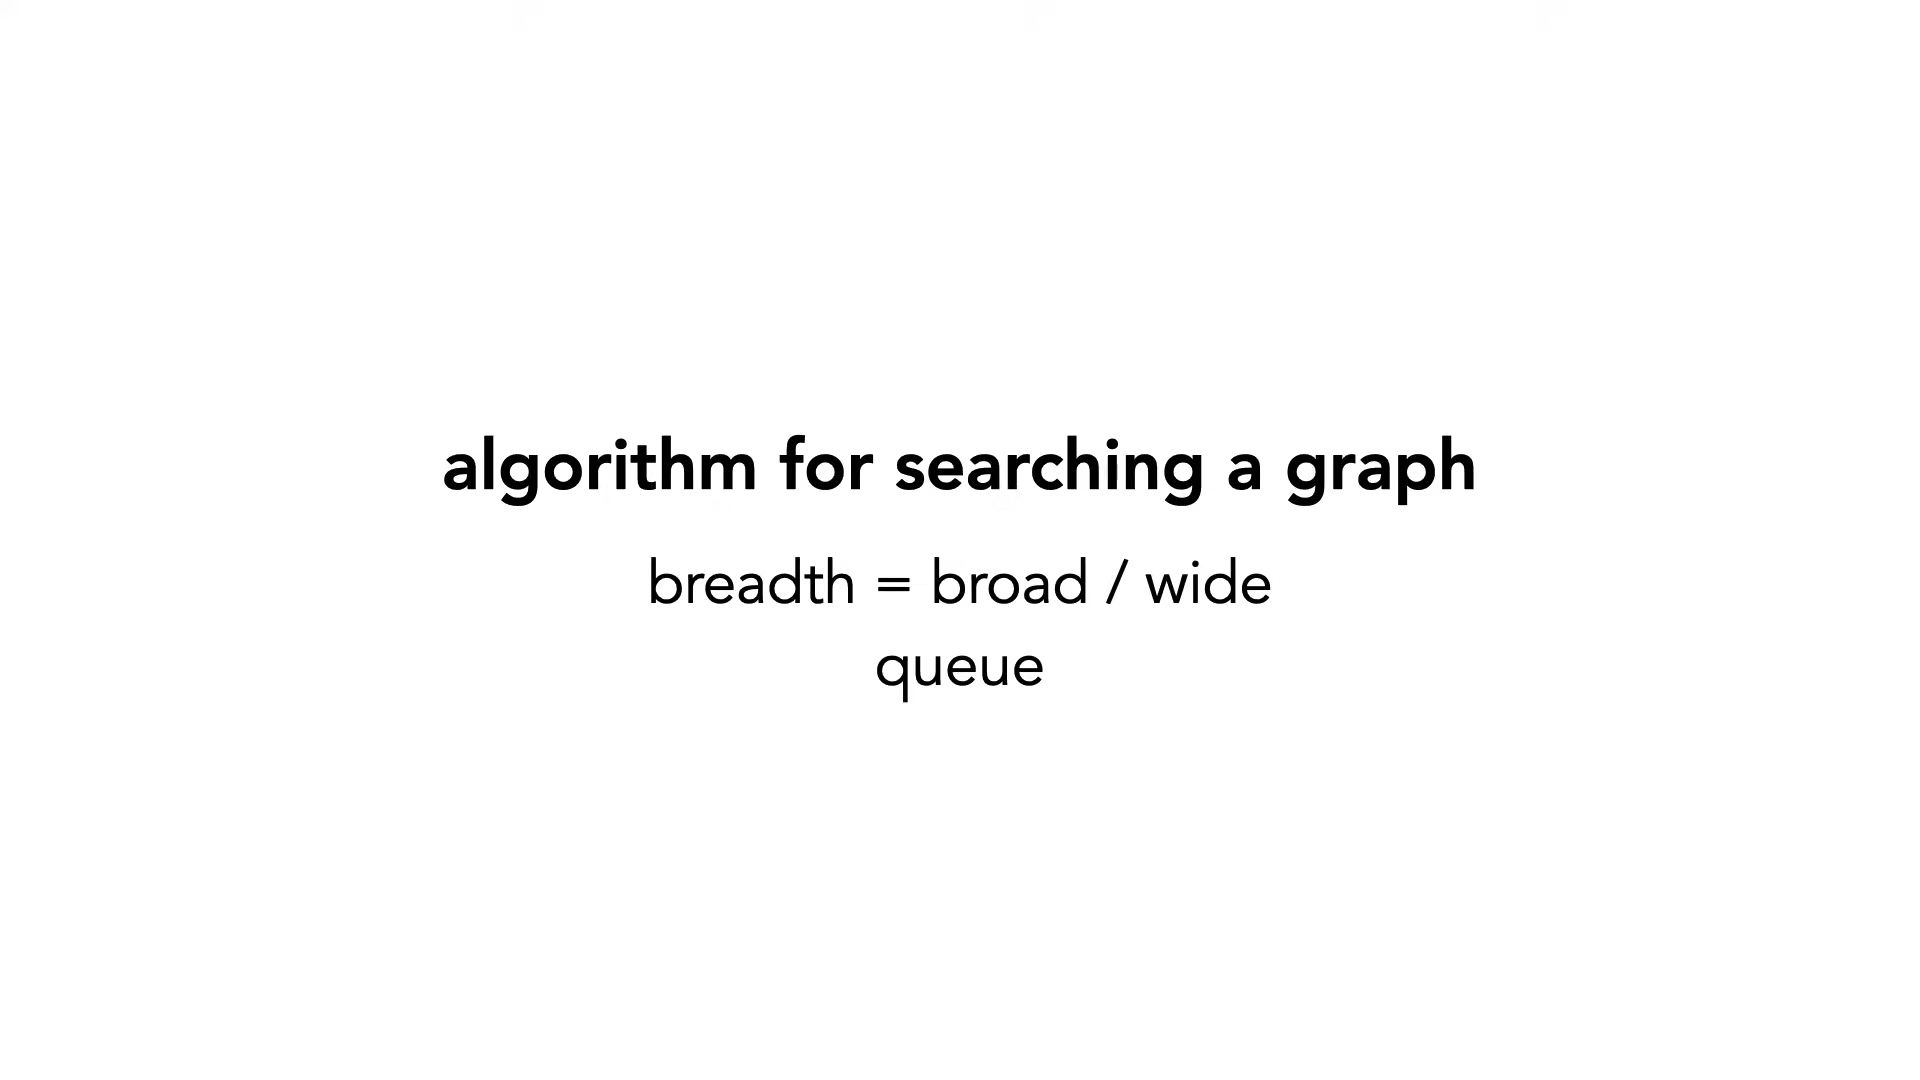 algorithm for searching a graph
breadth = broad / wide
queue